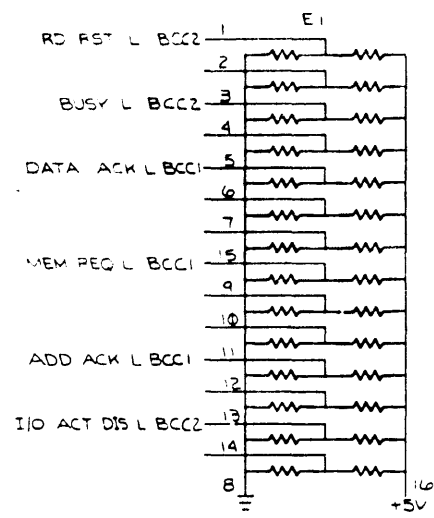 E1
RD RST L BCC2 1
2
BUSY L BCC2 3
4
DATA ACK L BCC1 5
6
7
MEM REQ L BCC1 15
9
10
ADD ACK L BCC1 11
12
I/O ACT DIS L BCC2 13
14
8 16
+5V